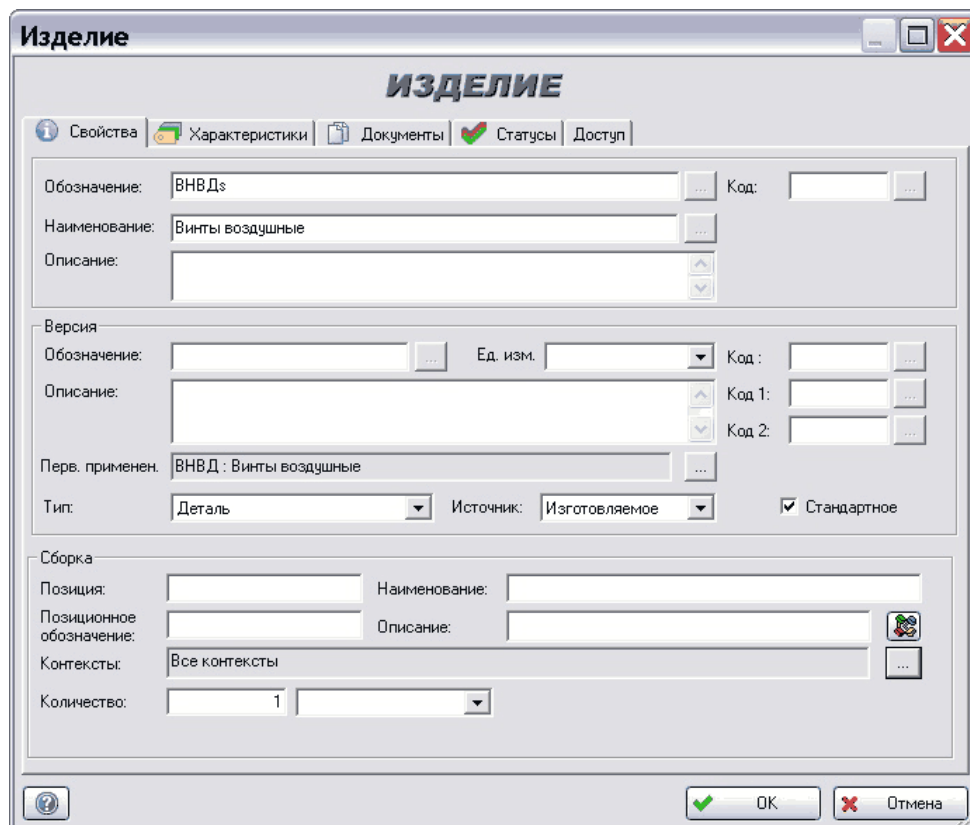 Изделие
ИЗДЕЛИЕ
Свойства Характеристики Документы Статусы Доступ
Обозначение: ВНВДs ... Код: ...
Наименование: Винты воздушные ...
Описание:
Версия
Обозначение: ... Ед. изм. Код : ...
Описание: Код 1: ...
Код 2: ...
Перв. применен. ВНВД : Винты воздушные ...
Тип: Деталь Источник: Изготовляемое Стандартное
Сборка
Позиция: Наименование:
Позиционное
обозначение: Описание:
Контексты: Все контексты ...
Количество: 1
OK Отмена